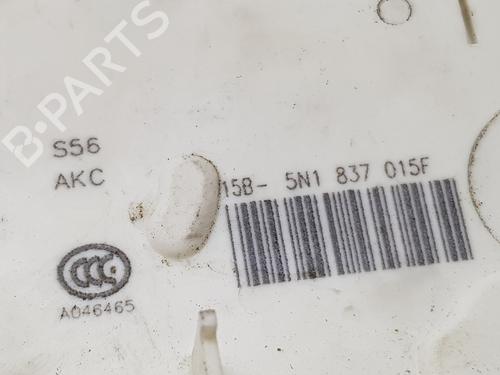 B-PARTS
S56
AKC
15B- 5N1 837 015F
CCC
A046465